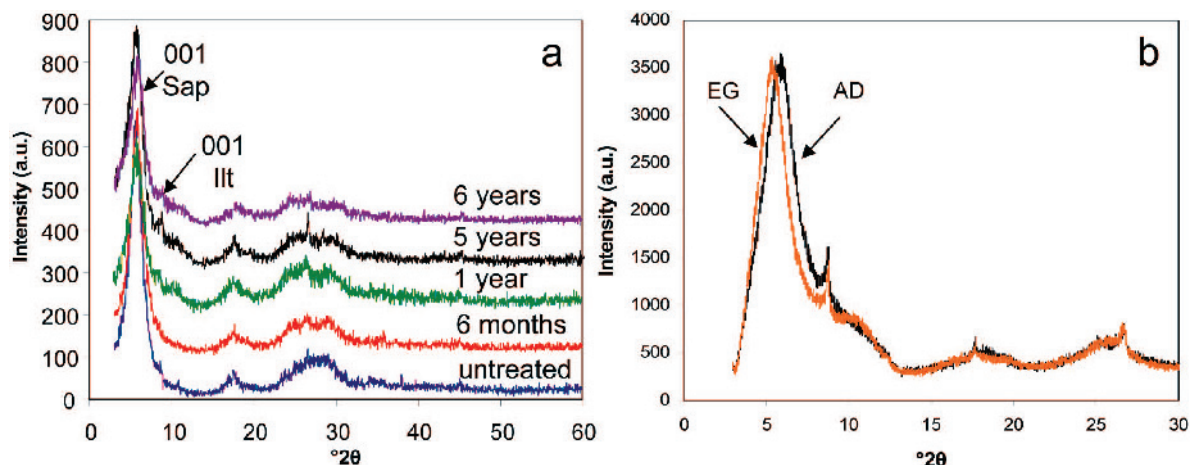 900
800
700
600
500
400
300
200
100
0
Intensity (a.u.)
a
001
Sap
001
Ilt
6 years
5 years
1 year
6 months
untreated
0 10 20 30 40 50 60
°2θ
4000
3500
3000
2500
2000
1500
1000
500
0
Intensity (a.u.)
b
EG AD
0 5 10 15 20 25 30
°2θ